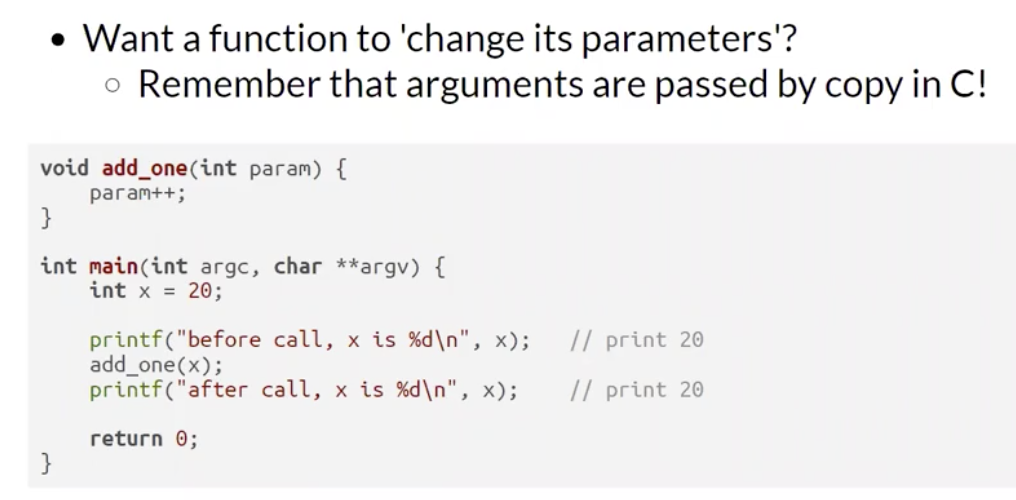 • Want a function to 'change its parameters'?
○ Remember that arguments are passed by copy in C!
void add_one(int param) {
    param++;
}
int main(int argc, char **argv) {
    int x = 20;
    printf("before call, x is %d\n", x);   // print 20
    add_one(x);
    printf("after call, x is %d\n", x);    // print 20
    return 0;
}